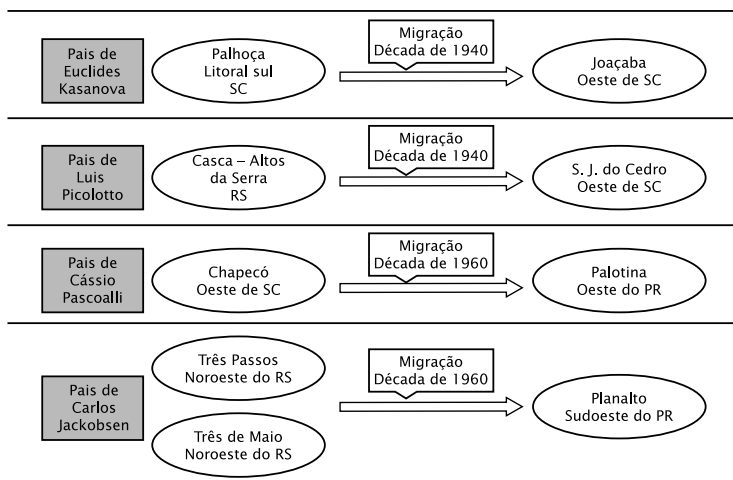 Pais de
Euclides
Kasanova
Palhoça
Litoral sul
SC
Migração
Década de 1940
Joaçaba
Oeste de SC
Pais de
Luis
Picolotto
Casca – Altos
da Serra
RS
Migração
Década de 1940
S. J. do Cedro
Oeste de SC
Pais de
Cássio
Pascoalli
Chapecó
Oeste de SC
Migração
Década de 1960
Palotina
Oeste do PR
Pais de
Carlos
Jackobsen
Três Passos
Noroeste do RS
Três de Maio
Noroeste do RS
Migração
Década de 1960
Planalto
Sudoeste do PR